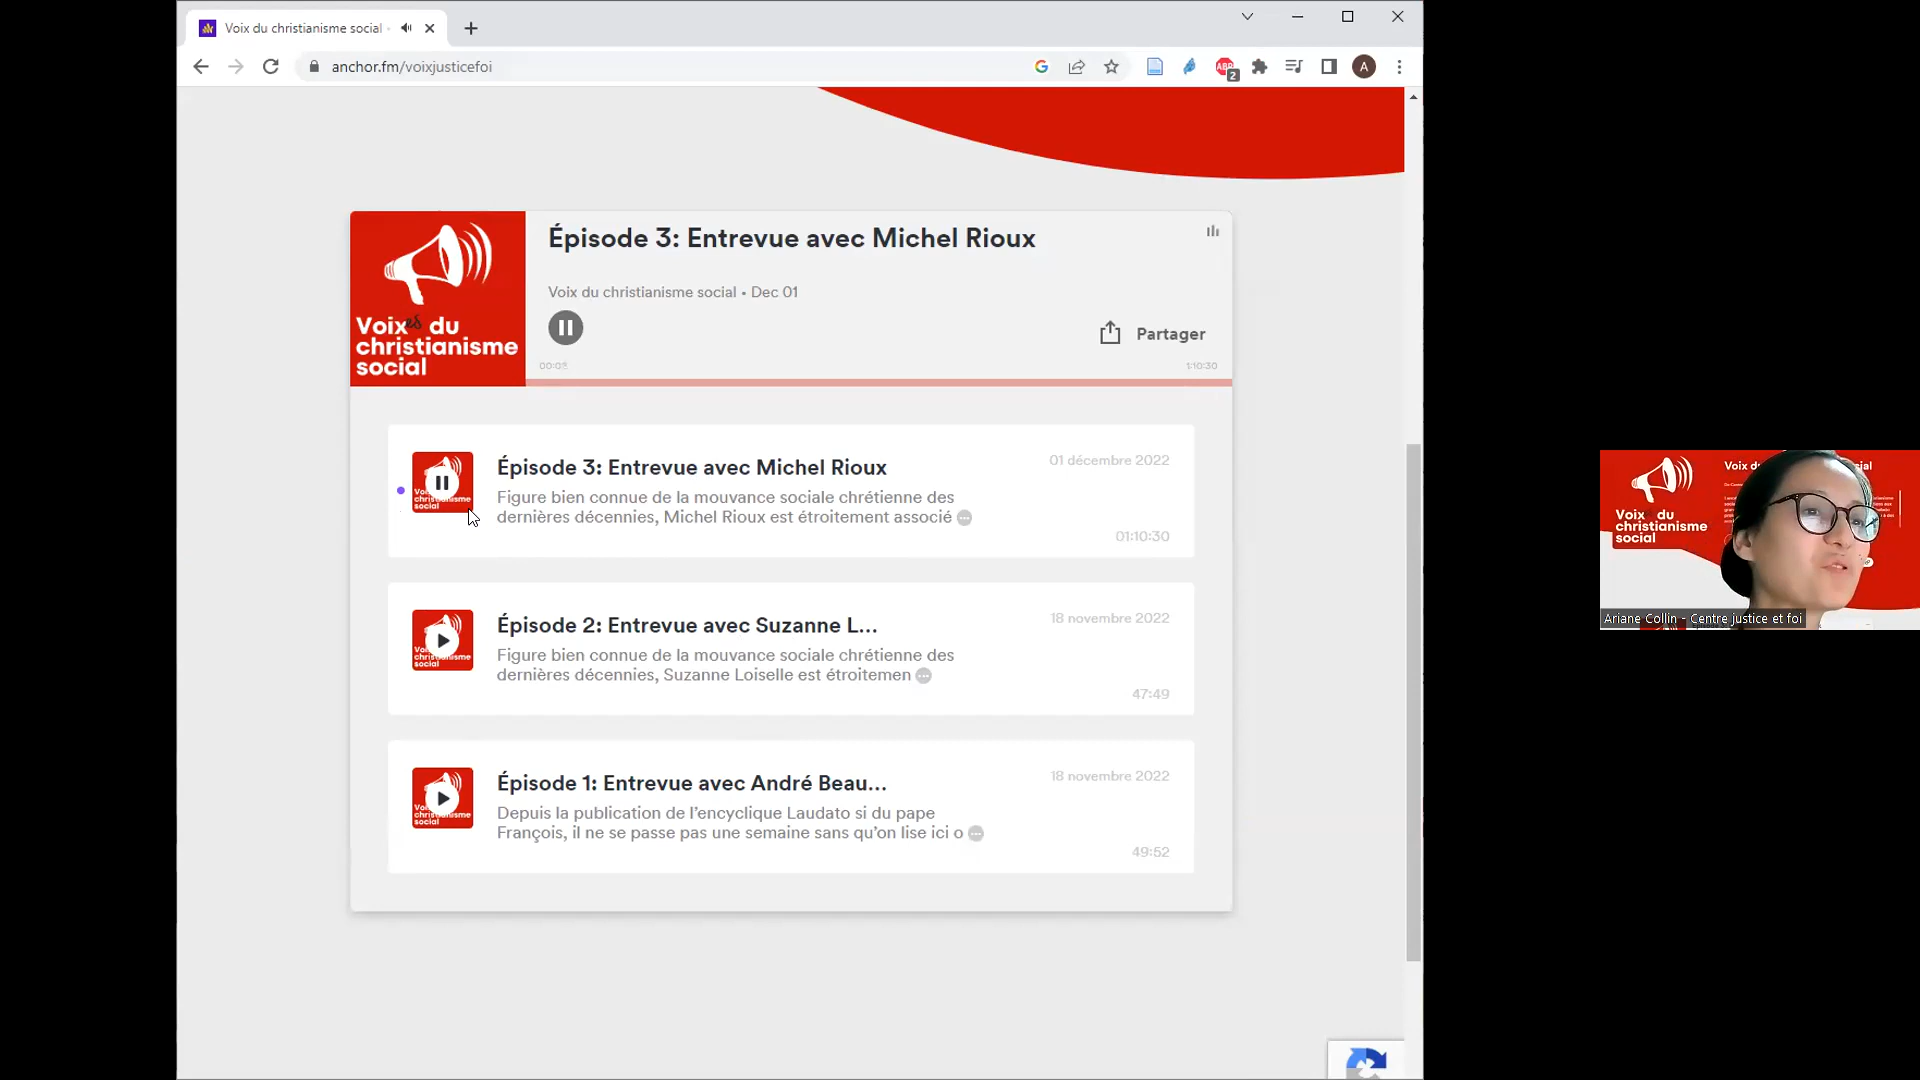 Voix du christianisme social -
anchor.fm/voixjusticefoi
ABP
2
A
Épisode 3: Entrevue avec Michel Rioux
Voix du christianisme social • Dec 01
Partager
1:10:30
Voixes du
christianisme
social
Épisode 3: Entrevue avec Michel Rioux
01 décembre 2022
Figure bien connue de la mouvance sociale chrétienne des
dernières décennies, Michel Rioux est étroitement associé
01:10:30
Épisode 2: Entrevue avec Suzanne L...
18 novembre 2022
Figure bien connue de la mouvance sociale chrétienne des
dernières décennies, Suzanne Loiselle est étroitemen
47:49
Épisode 1: Entrevue avec André Beau...
18 novembre 2022
Depuis la publication de l’encyclique Laudato si du pape
François, il ne se passe pas une semaine sans qu’on lise ici o
49:52
Voix du
christianisme
social
Ariane Collin - Centre justice et foi